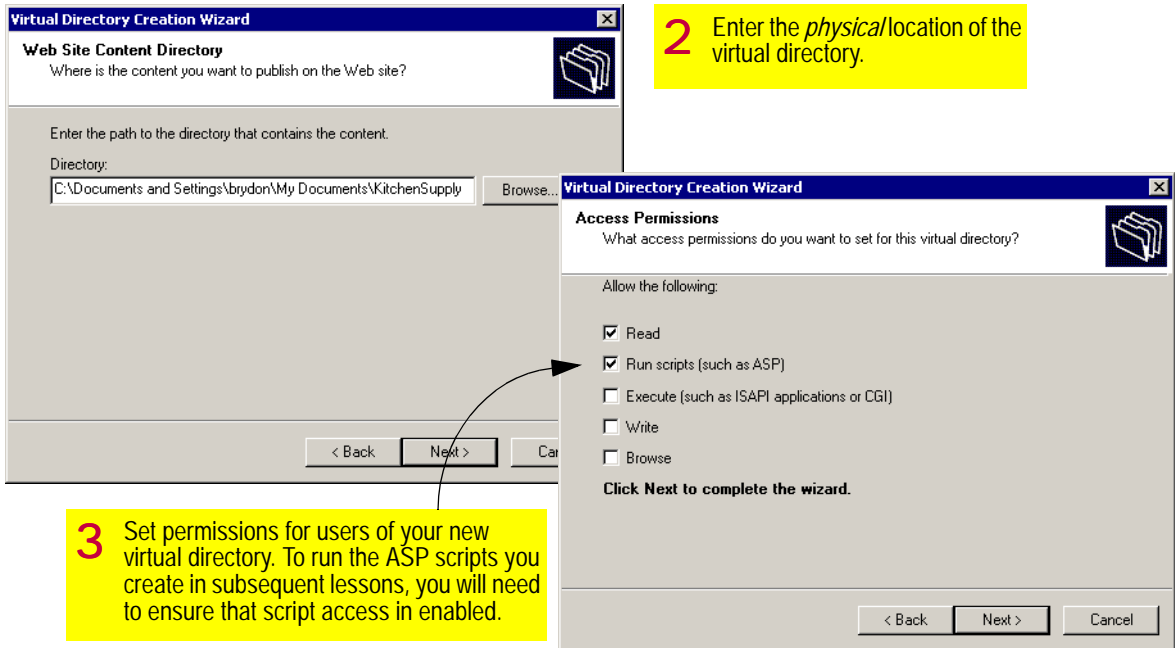 Virtual Directory Creation Wizard
Web Site Content Directory
Where is the content you want to publish on the Web site?
Enter the path to the directory that contains the content.
Directory:
C:\Documents and Settings\brydon\My Documents\KitchenSupply
Browse...
< Back
Next >
2
Enter the physical location of the
virtual directory.
Virtual Directory Creation Wizard
Access Permissions
What access permissions do you want to set for this virtual directory?
Allow the following:
Read
Run scripts (such as ASP)
Execute (such as ISAPI applications or CGI)
Write
Browse
Click Next to complete the wizard.
< Back
Next >
Cancel
3
Set permissions for users of your new
virtual directory. To run the ASP scripts you
create in subsequent lessons, you will need
to ensure that script access in enabled.